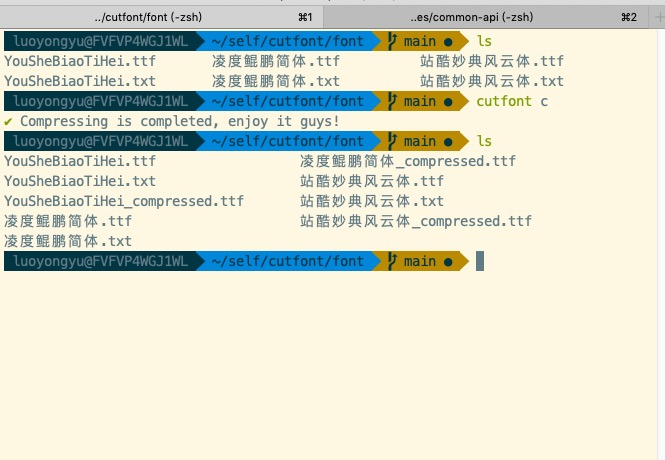 ../cutfont/font (-zsh) ⌘1 ..es/common-api (-zsh) ⌘2
luoyongyu@FVFVP4WGJ1WL ~/self/cutfont/font main ● ls
YouSheBiaoTiHei.ttf 凌度鲲鹏简体.ttf 站酷妙典风云体.ttf
YouSheBiaoTiHei.txt 凌度鲲鹏简体.txt 站酷妙典风云体.txt
luoyongyu@FVFVP4WGJ1WL ~/self/cutfont/font main ● cutfont c
✔ Compressing is completed, enjoy it guys!
luoyongyu@FVFVP4WGJ1WL ~/self/cutfont/font main ● ls
YouSheBiaoTiHei.ttf 凌度鲲鹏简体_compressed.ttf
YouSheBiaoTiHei.txt 站酷妙典风云体.ttf
YouSheBiaoTiHei_compressed.ttf 站酷妙典风云体.txt
凌度鲲鹏简体.ttf 站酷妙典风云体_compressed.ttf
凌度鲲鹏简体.txt
luoyongyu@FVFVP4WGJ1WL ~/self/cutfont/font main ●